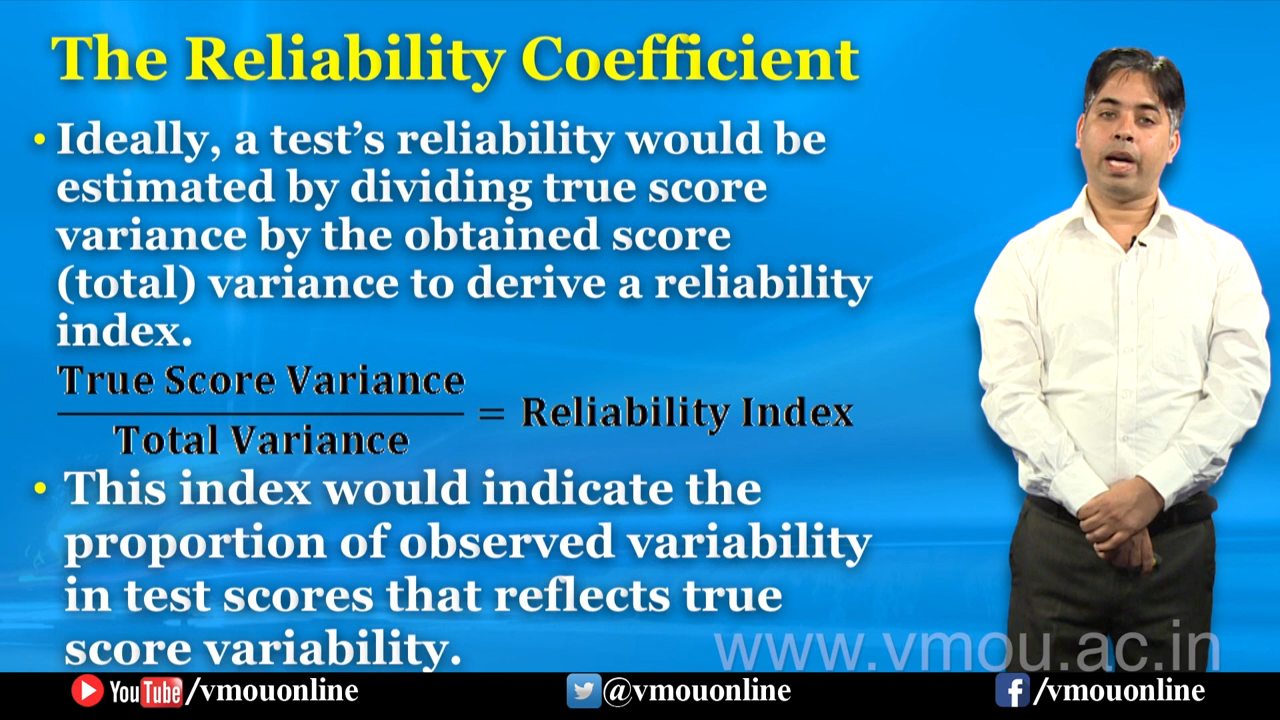 The Reliability Coefficient
• Ideally, a test’s reliability would be
estimated by dividing true score
variance by the obtained score
(total) variance to derive a reliability
index.
True Score Variance
Total Variance
= Reliability Index
• This index would indicate the
proportion of observed variability
in test scores that reflects true
score variability.
www.vmou.ac.in
YouTube /vmouonline
@vmouonline
f /vmouonline